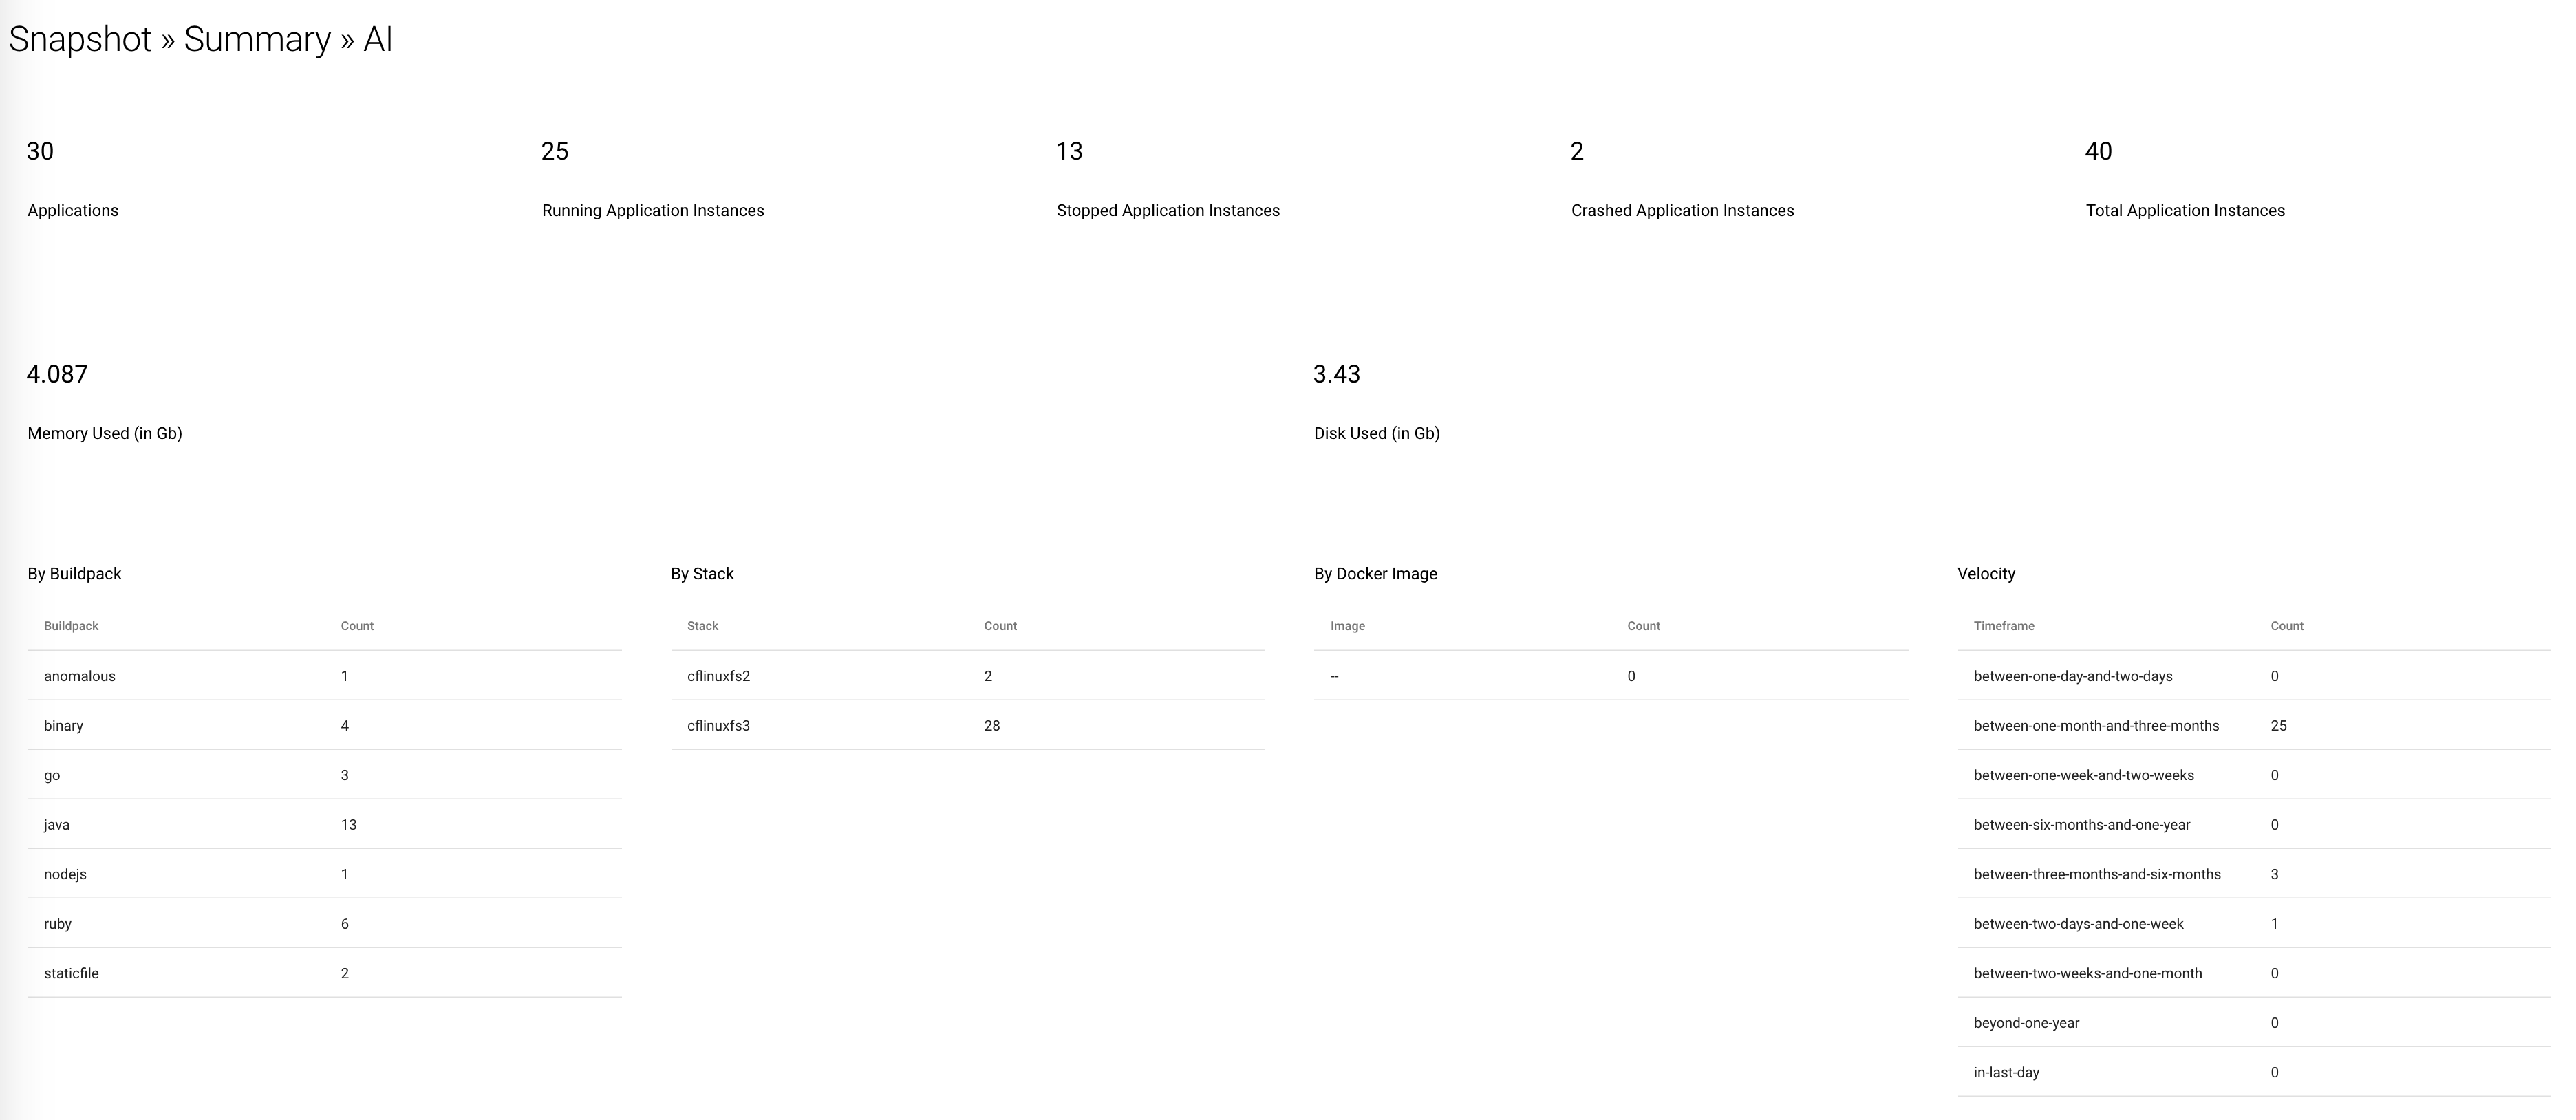 Snapshot » Summary » AI
30
Applications
25
Running Application Instances
13
Stopped Application Instances
2
Crashed Application Instances
40
Total Application Instances
4.087
Memory Used (in Gb)
3.43
Disk Used (in Gb)
By Buildpack
Buildpack Count
anomalous 1
binary 4
go 3
java 13
nodejs 1
ruby 6
staticfile 2
By Stack
Stack Count
cflinuxfs2 2
cflinuxfs3 28
By Docker Image
Image Count
-- 0
Velocity
Timeframe Count
between-one-day-and-two-days 0
between-one-month-and-three-months 25
between-one-week-and-two-weeks 0
between-six-months-and-one-year 0
between-three-months-and-six-months 3
between-two-days-and-one-week 1
between-two-weeks-and-one-month 0
beyond-one-year 0
in-last-day 0